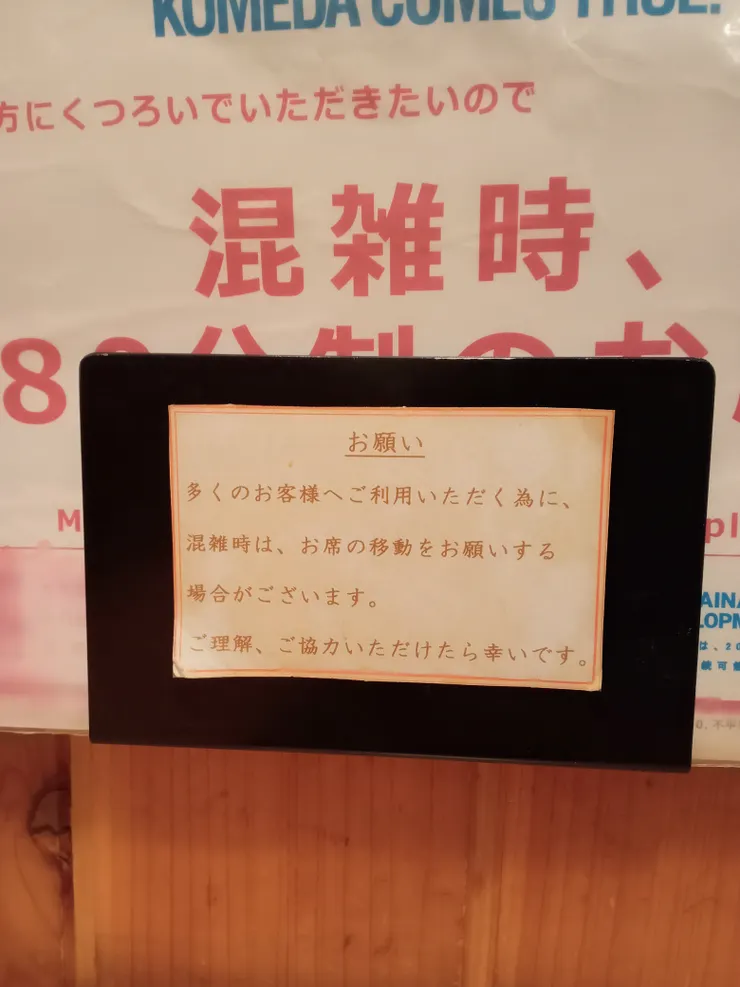 KOMEDA COMES TRUE.
方にくつろいでいただきたいので
混雑時、
お願い
多くのお客様へご利用いただく為に、
混雑時は、お席の移動をお願いする
場合がございます。
ご理解、ご協力いただけたら幸いです。